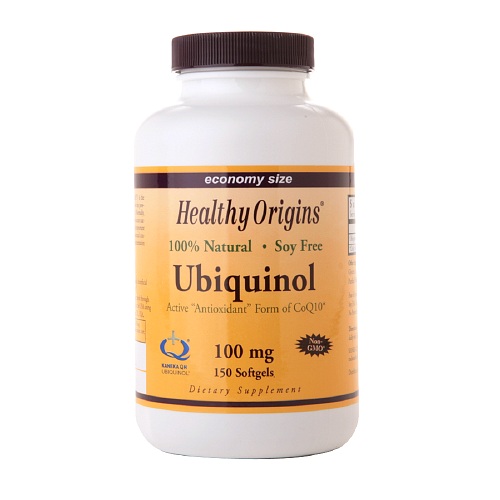 economy size
Healthy Origins®
100% Natural • Soy Free
Ubiquinol
Active "Antioxidant" Form of CoQ10*
Q+
KANEKA QH
UBIQUINOL™
100 mg
150 Softgels
Non-
GMO*
Dietary Supplement